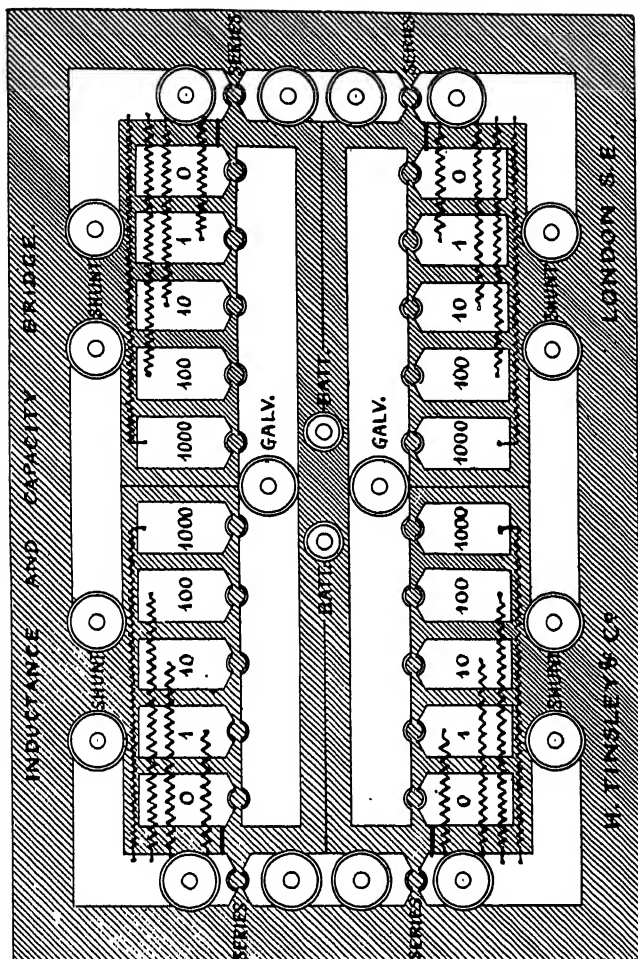 INDUCTANCE AND CAPACITY BRIDGE.
SHUNT SHUNT
0 1 10 100 1000 1000 100 10 1 0
SERIES SERIES
GALV.
BATT. BATT.
GALV.
SERIES SERIES
0 1 10 100 1000 1000 100 10 1 0
SHUNT SHUNT
H. TINSLEY & Co LONDON S.E.